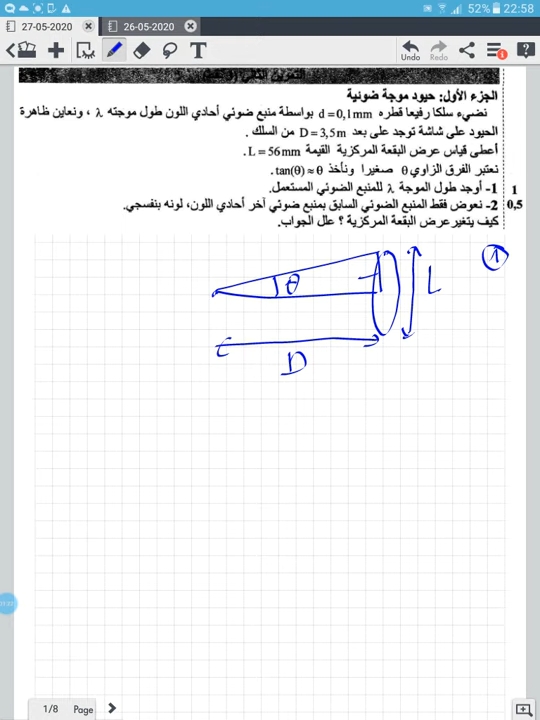 52% 22:58
27-05-2020 26-05-2020
T
Undo
الجزء الأول: حيود موجة ضوئية
نضيء سلكا رفيعا قطره d = 0,1mm بواسطة منبع ضوئي أحادي اللون طول موجته λ ، ونعاين ظاهرة
الحيود على شاشة توجد على بعد D = 3,5m من السلك .
أعطى قياس عرض البقعة المركزية القيمة L = 56mm .
نعتبر الفرق الزاوي θ صغيرا ونأخذ tan(θ) ≈ θ .
1- أوجد طول الموجة λ للمنبع الضوئي المستعمل. 1
2- نعوض فقط المنبع الضوئي السابق بمنبع ضوئي آخر أحادي اللون، لونه بنفسجي. 0,5
كيف يتغير عرض البقعة المركزية ؟ علل الجواب.
1
θ
L
D
1/8 Page